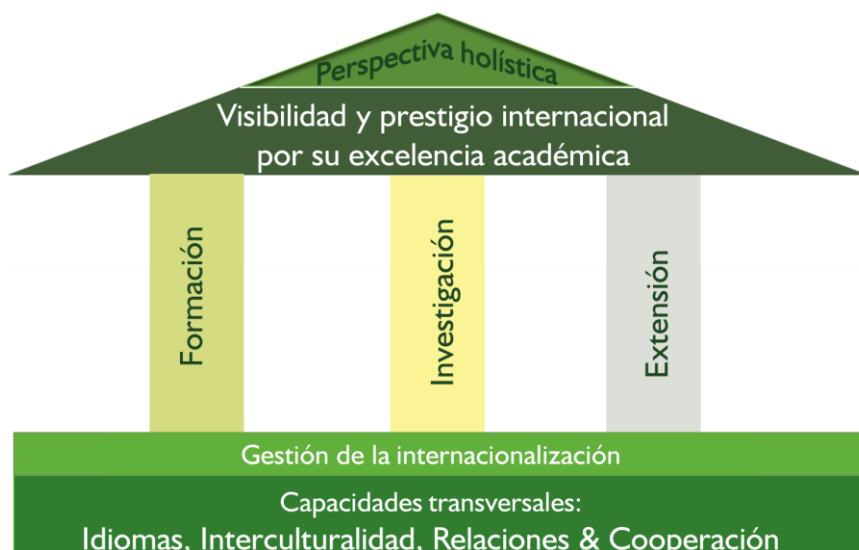 Perspectiva holística
Visibilidad y prestigio internacional
por su excelencia académica
Formación
Investigación
Extensión
Gestión de la internacionalización
Capacidades transversales:
Idiomas, Interculturalidad, Relaciones & Cooperación